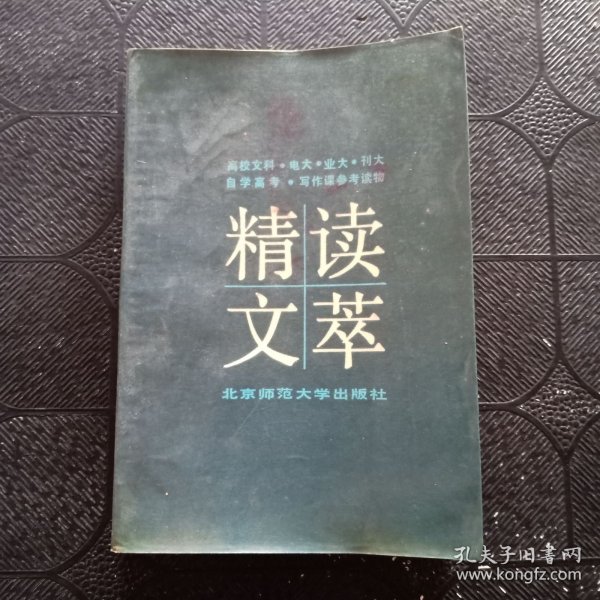 高校文科·电大·业大·刊大
自学高考·写作课参考读物
精读
文萃
北京师范大学出版社
孔夫子旧书网
www.kongfz.com